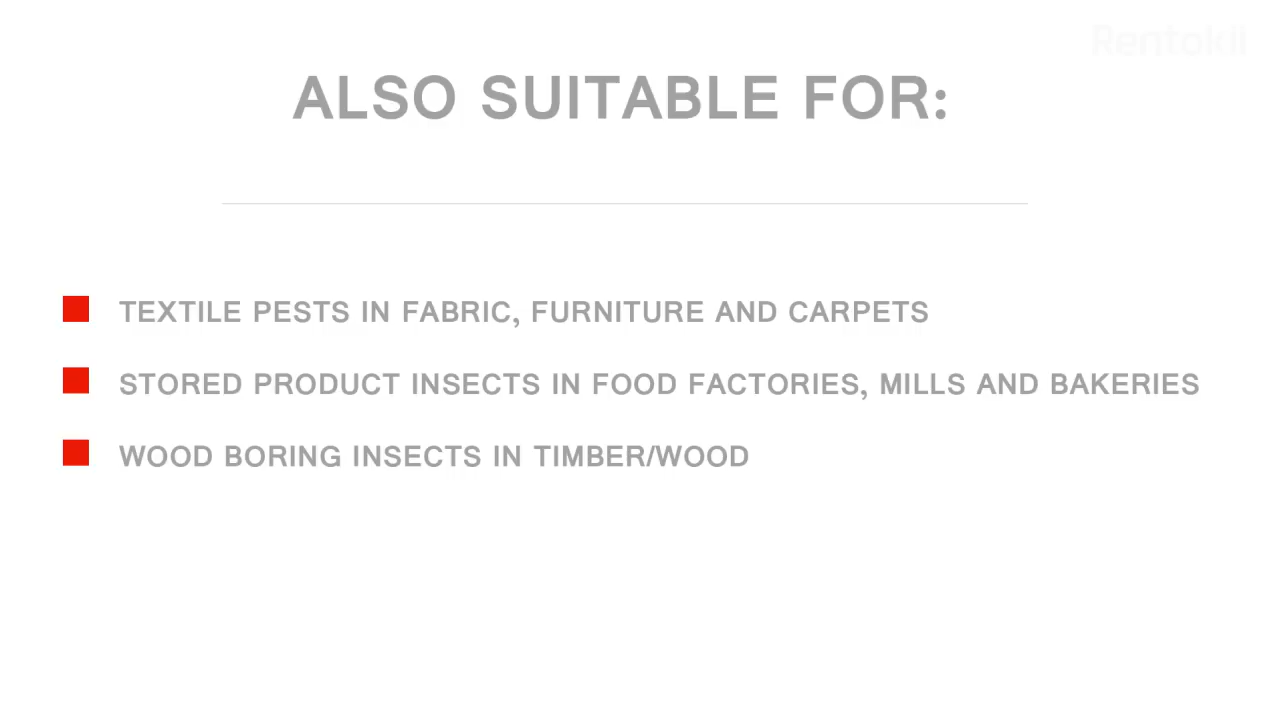 Rentokil
ALSO SUITABLE FOR:
TEXTILE PESTS IN FABRIC, FURNITURE AND CARPETS
STORED PRODUCT INSECTS IN FOOD FACTORIES, MILLS AND BAKERIES
WOOD BORING INSECTS IN TIMBER/WOOD